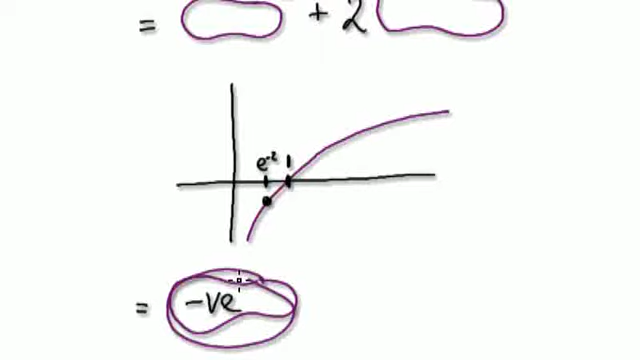 = + 2
e⁻² 1
= -ve